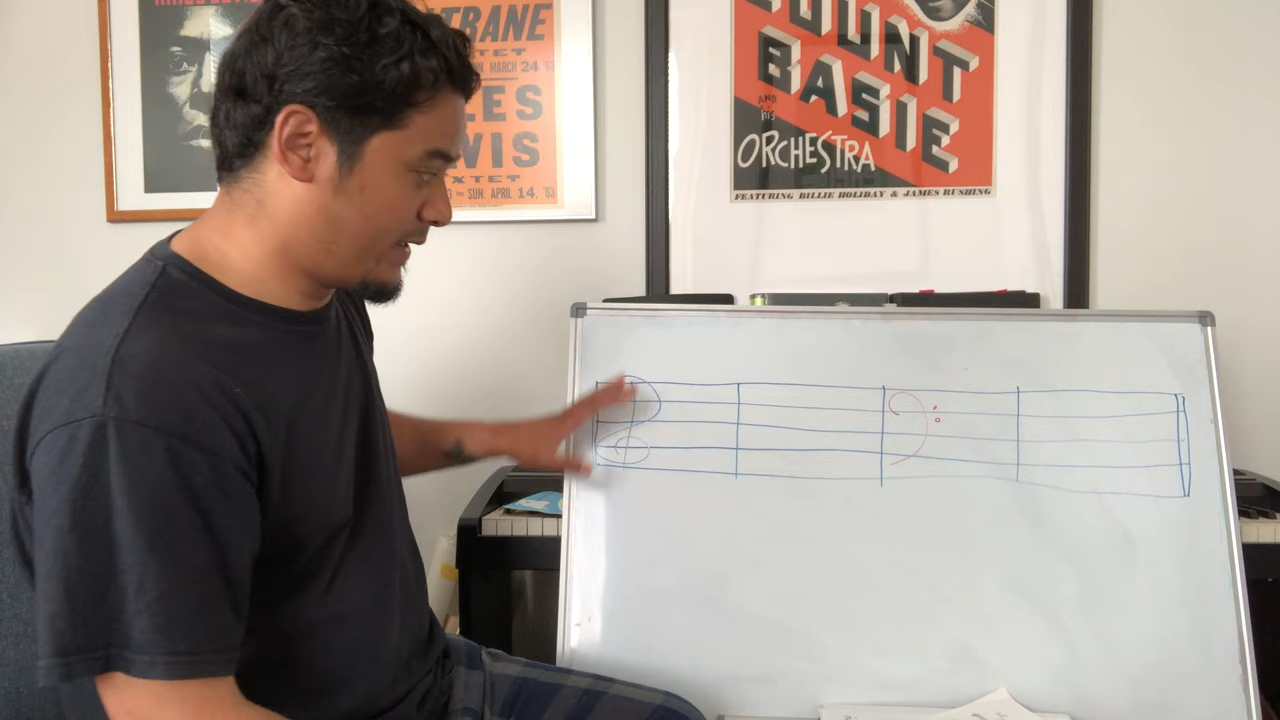 TRANE
MARCH 24
LES
VIS
XTET
SUN. APRIL 14, '63
COUNT
BASIE
AND
his
ORCHESTRA
FEATURING BILLIE HOLIDAY & JAMES RUSHING